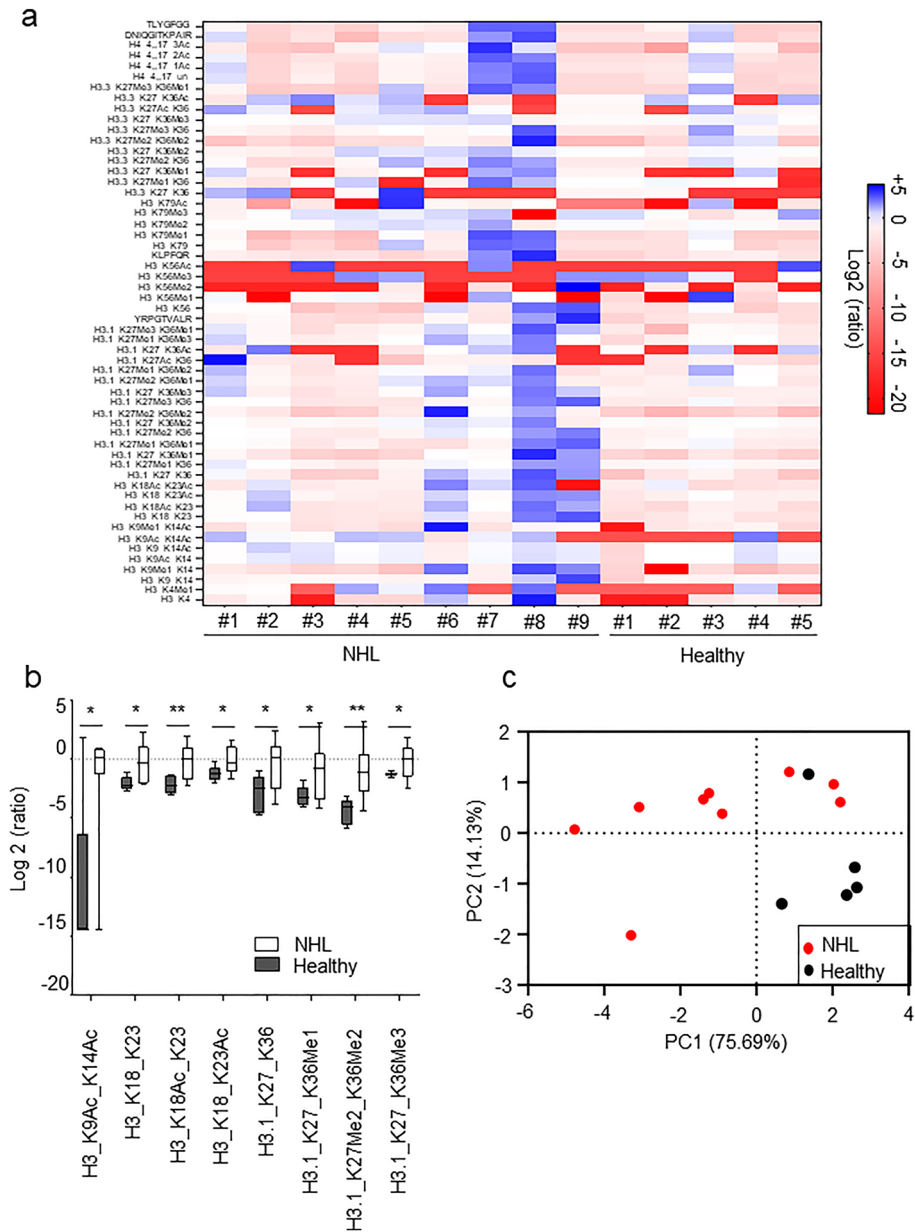 a
TLYGFGG
DNIQGITKPAIR
H4 4..17 3Ac
H4 4..17 2Ac
H4 4..17 1Ac
H4 4..17 un
H3.3 K27Me3 K36Me1
H3.3 K27 K36Ac
H3.3 K27Ac K36
H3.3 K27 K36Me3
H3.3 K27Me3 K36
H3.3 K27Me2 K36Me2
H3.3 K27 K36Me2
H3.3 K27Me2 K36
H3.3 K27 K36Me1
H3.3 K27Me1 K36
H3.3 K27 K36
H3 K79Ac
H3 K79Me3
H3 K79Me2
H3 K79Me1
H3 K79
KLPFQR
H3 K56Ac
H3 K56Me3
H3 K56Me2
H3 K56Me1
H3 K56
YRPGTVALR
H3.1 K27Me3 K36Me1
H3.1 K27Me1 K36Me3
H3.1 K27 K36Ac
H3.1 K27Ac K36
H3.1 K27Me1 K36Me2
H3.1 K27Me2 K36Me1
H3.1 K27 K36Me3
H3.1 K27Me3 K36
H3.1 K27Me2 K36Me2
H3.1 K27 K36Me2
H3.1 K27Me2 K36
H3.1 K27Me1 K36Me1
H3.1 K27 K36Me1
H3.1 K27Me1 K36
H3.1 K27 K36
H3 K18Ac K23Ac
H3 K18 K23Ac
H3 K18Ac K23
H3 K18 K23
H3 K9Me1 K14Ac
H3 K9Ac K14Ac
H3 K9 K14Ac
H3 K9Ac K14
H3 K9Me1 K14
H3 K9 K14
H3 K4Me1
H3 K4
#1 #2 #3 #4 #5 #6 #7 #8 #9 #1 #2 #3 #4 #5
NHL Healthy
+5
0
-5
-10
-15
-20
Log2 (ratio)
b
5
0
-5
-10
-15
-20
Log 2 (ratio)
* * ** * * * ** *
NHL
Healthy
H3_K9Ac_K14Ac
H3_K18_K23
H3_K18Ac_K23
H3_K18_K23Ac
H3.1_K27_K36
H3.1_K27_K36Me1
H3.1_K27Me2_K36Me2
H3.1_K27_K36Me3
c
2
1
0
-1
-2
-3
PC2 (14.13%)
-6 -4 -2 0 2 4
PC1 (75.69%)
NHL
Healthy